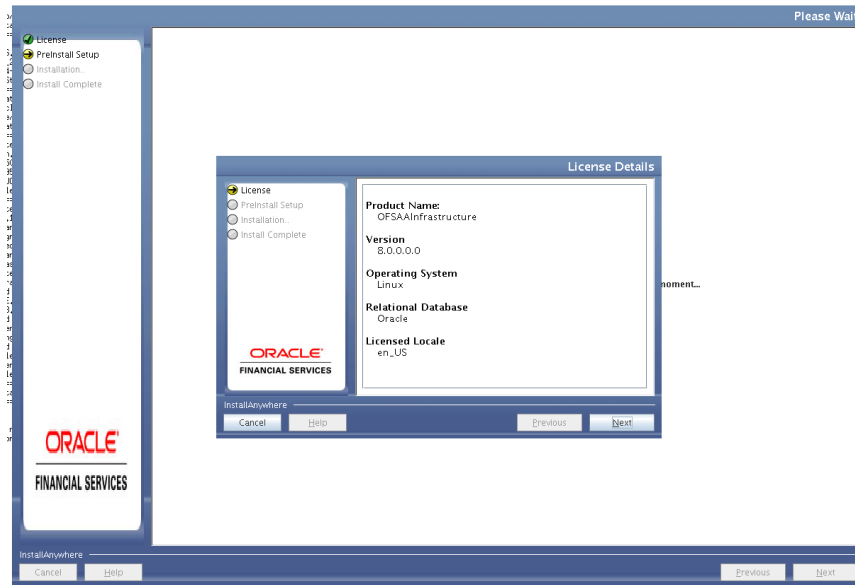 Please Wai
License
PreInstall Setup
Installation...
Install Complete
License Details
License
PreInstall Setup
Installation...
Install Complete
Product Name:
OFSAAInfrastructure
Version
8.0.0.0.0
Operating System
Linux
Relational Database
Oracle
Licensed Locale
en_US
noment...
ORACLE
FINANCIAL SERVICES
InstallAnywhere
Cancel
Help
Previous
Next
ORACLE
FINANCIAL SERVICES
InstallAnywhere
Cancel
Help
Previous
Next